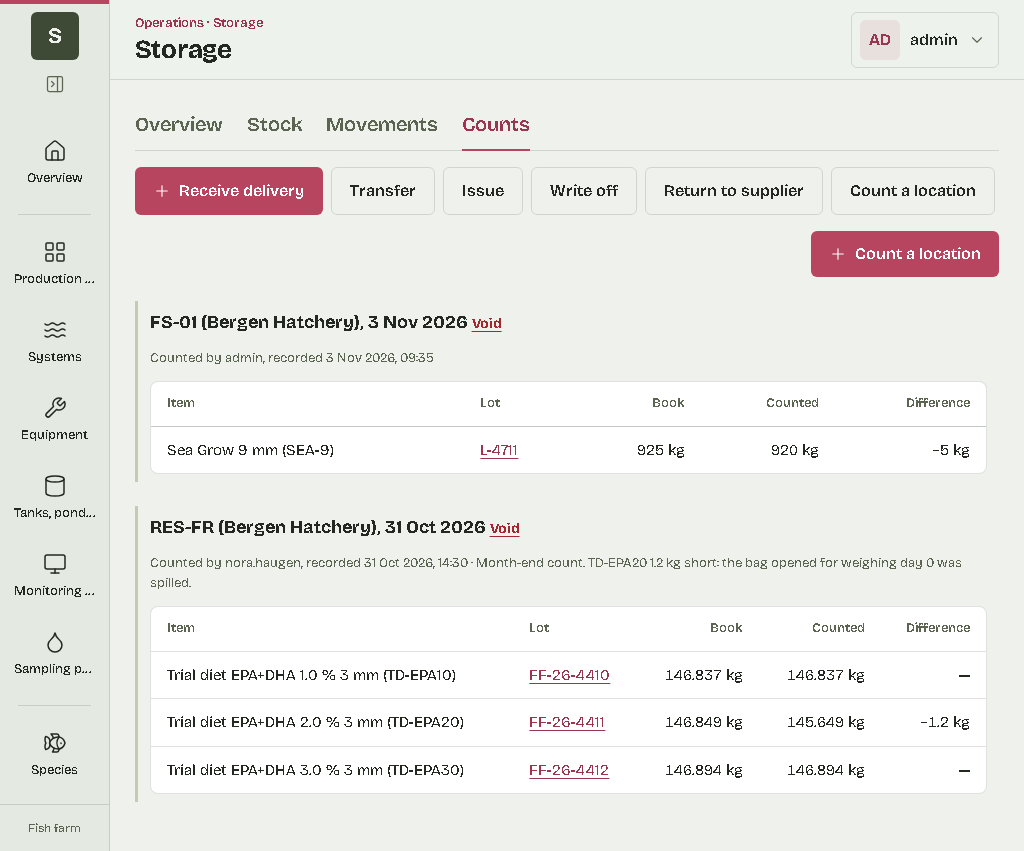 S
Operations · Storage
Storage
AD admin
Overview
Production ...
Systems
Equipment
Tanks, pond...
Monitoring ...
Sampling p...
Species
Fish farm
Overview Stock Movements Counts
+ Receive delivery Transfer Issue Write off Return to supplier Count a location
+ Count a location
FS-01 (Bergen Hatchery), 3 Nov 2026 Void
Counted by admin, recorded 3 Nov 2026, 09:35
Item Lot Book Counted Difference
Sea Grow 9 mm (SEA-9) L-4711 925 kg 920 kg −5 kg
RES-FR (Bergen Hatchery), 31 Oct 2026 Void
Counted by nora.haugen, recorded 31 Oct 2026, 14:30 · Month-end count. TD-EPA20 1.2 kg short: the bag opened for weighing day 0 was
spilled.
Item Lot Book Counted Difference
Trial diet EPA+DHA 1.0 % 3 mm (TD-EPA10) FF-26-4410 146.837 kg 146.837 kg —
Trial diet EPA+DHA 2.0 % 3 mm (TD-EPA20) FF-26-4411 146.849 kg 145.649 kg −1.2 kg
Trial diet EPA+DHA 3.0 % 3 mm (TD-EPA30) FF-26-4412 146.894 kg 146.894 kg —